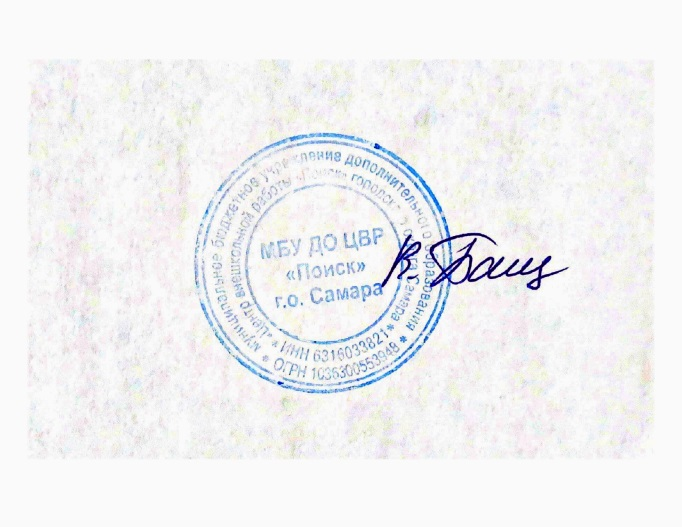 муниципальное бюджетное учреждение дополнительного образования
«Центр внешкольной работы «Поиск» городского округа Самара
МБУ ДО ЦВР
«Поиск»
г.о. Самара
* ИНН 6316033821 *
* ОГРН 1036300553948 *